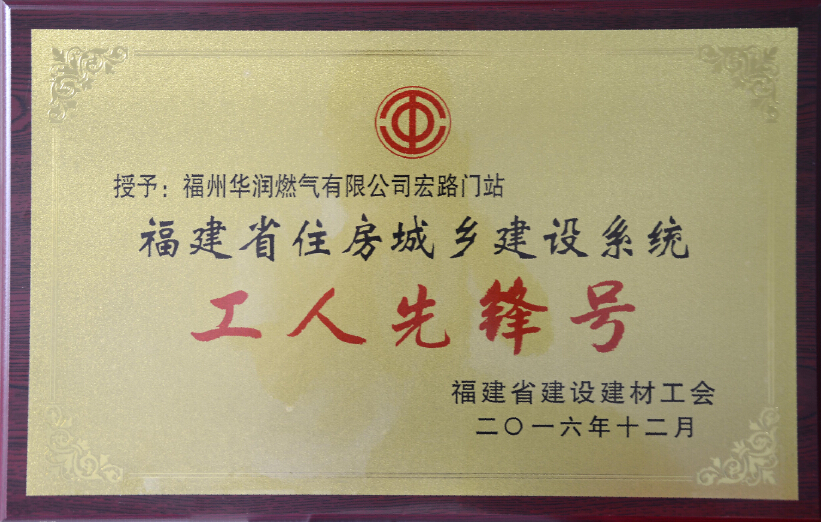 授予：福州华润燃气有限公司宏路门站
福建省住房城乡建设系统
工人先锋号
福建省建设建材工会
二〇一六年十二月